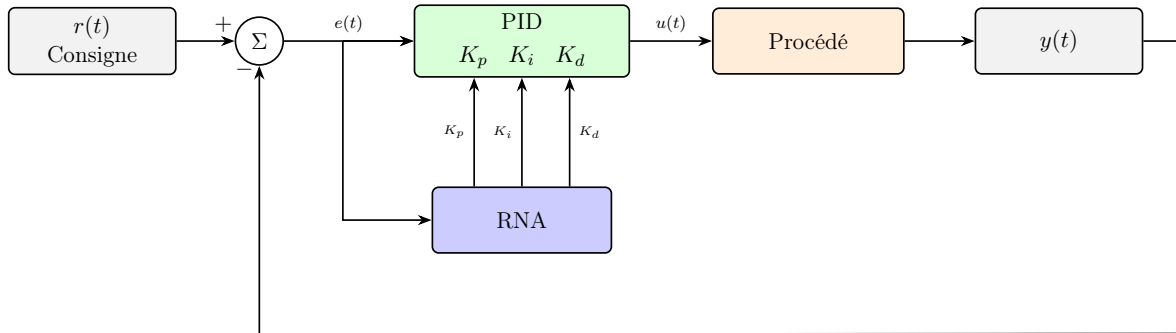 r(t)
Consigne
+
−
Σ
e(t)
PID
K_p K_i K_d
u(t)
Procédé
y(t)
K_p K_i K_d
RNA